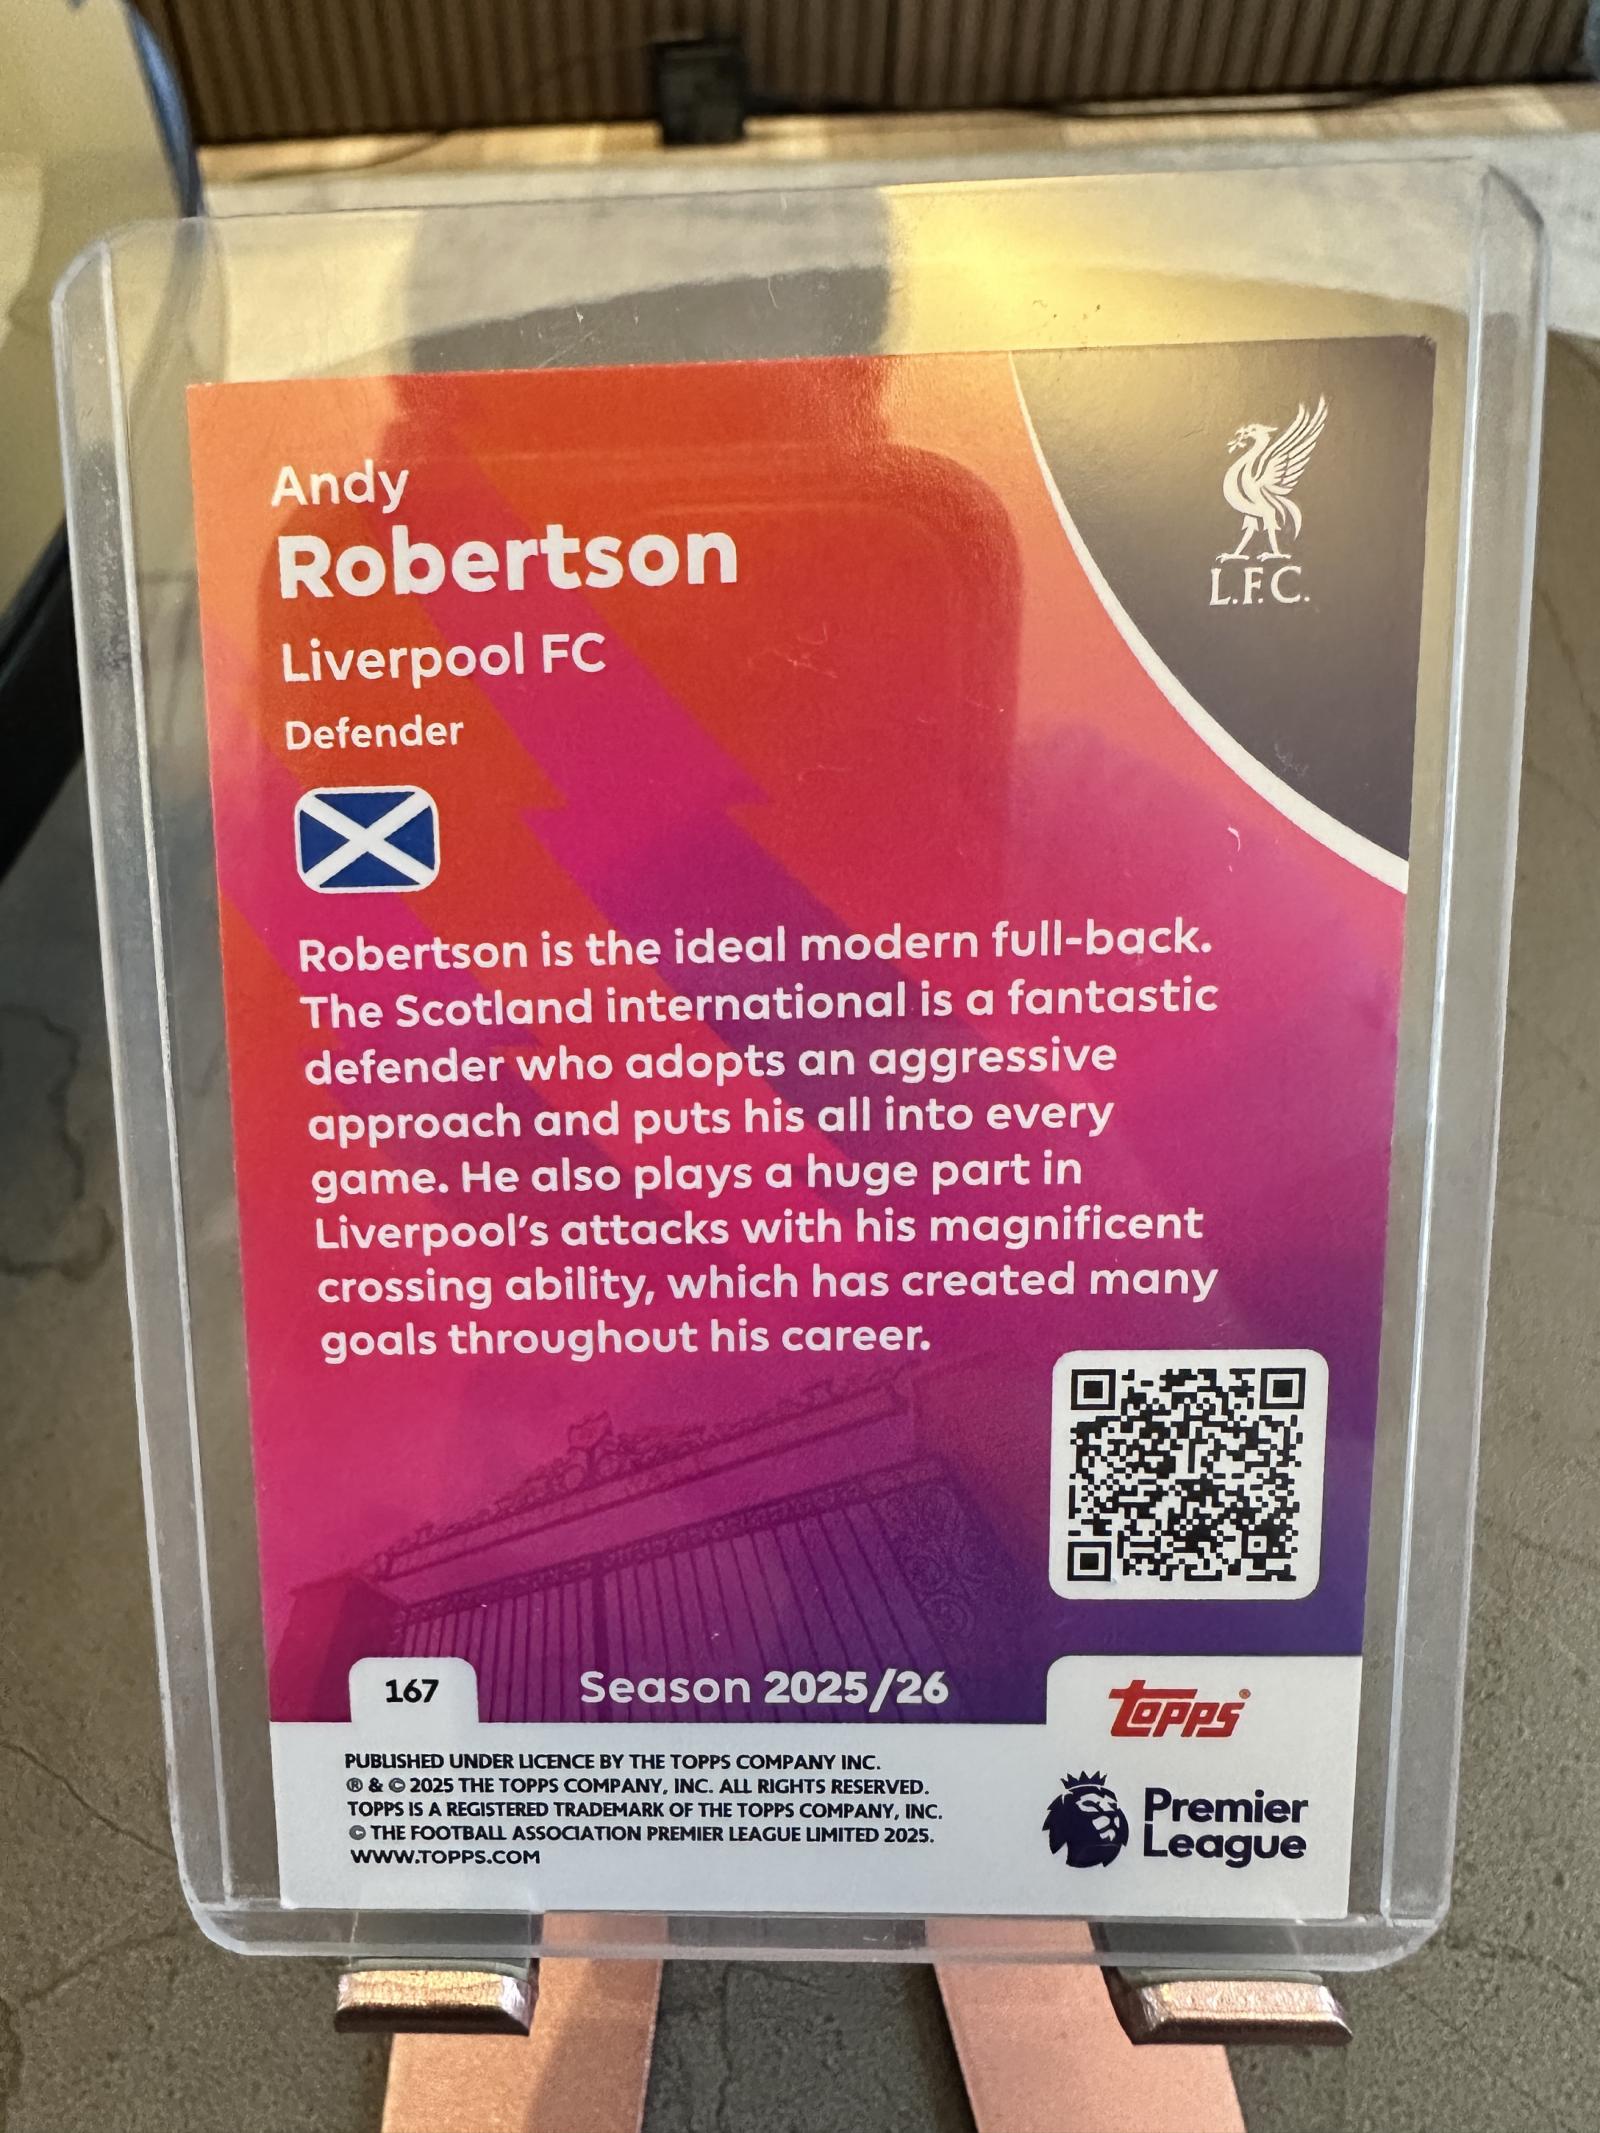 Andy
Robertson
Liverpool FC
Defender
L.F.C.
Robertson is the ideal modern full-back.
The Scotland international is a fantastic
defender who adopts an aggressive
approach and puts his all into every
game. He also plays a huge part in
Liverpool's attacks with his magnificent
crossing ability, which has created many
goals throughout his career.
167
Season 2025/26
Topps®
PUBLISHED UNDER LICENCE BY THE TOPPS COMPANY INC.
® & © 2025 THE TOPPS COMPANY, INC. ALL RIGHTS RESERVED.
TOPPS IS A REGISTERED TRADEMARK OF THE TOPPS COMPANY, INC.
© THE FOOTBALL ASSOCIATION PREMIER LEAGUE LIMITED 2025.
WWW.TOPPS.COM
Premier
League